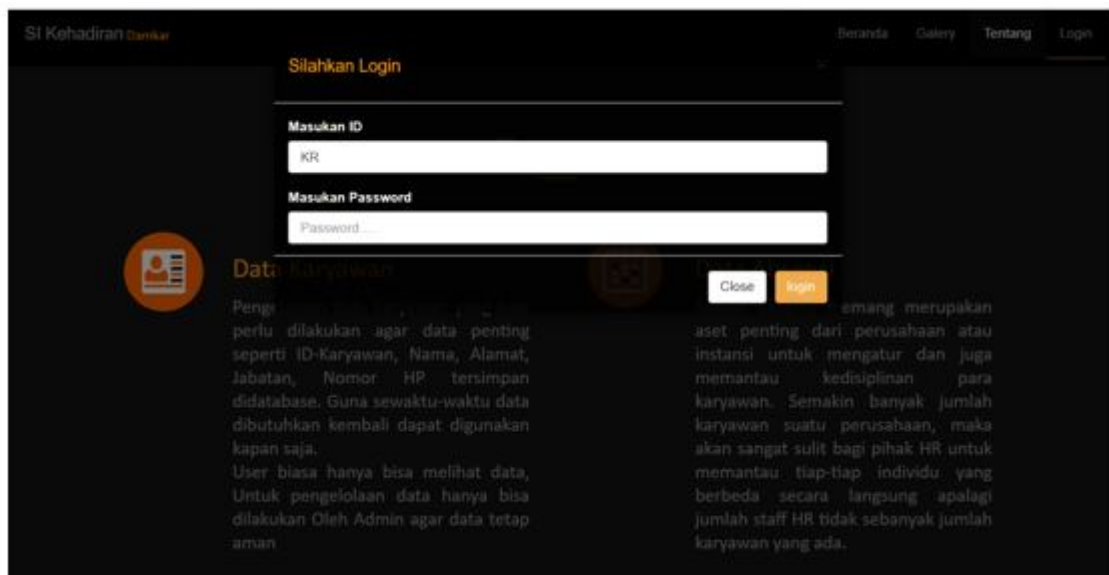 SI Kehadiran Damkar
Beranda Galery Tentang Login
Silahkan Login
Masukan ID
KR
Masukan Password
Password ....
Close login
Data Karyawan
Penge
perlu dilakukan agar data penting
seperti ID-Karyawan, Nama, Alamat,
Jabatan, Nomor HP tersimpan
didatabase. Guna sewaktu-waktu data
dibutuhkan kembali dapat digunakan
kapan saja.
User biasa hanya bisa melihat data,
Untuk pengelolaan data hanya bisa
dilakukan Oleh Admin agar data tetap
aman
emang merupakan
aset penting dari perusahaan atau
instansi untuk mengatur dan juga
memantau kedisiplinan para
karyawan. Semakin banyak jumlah
karyawan suatu perusahaan, maka
akan sangat sulit bagi pihak HR untuk
memantau tiap-tiap individu yang
berbeda secara langsung apalagi
jumlah staff HR tidak sebanyak jumlah
karyawan yang ada.